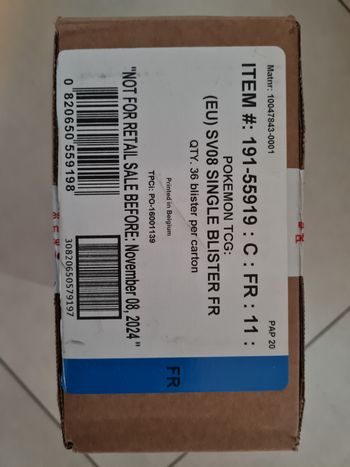 Matnr: 10047843-0001
PAP 20
ITEM #: 191-55919 : C : FR : 11 :
POKEMON TCG:
(EU) SV08 SINGLE BLISTER FR
QTY. 36 blister per carton
Printed in Belgium
TPCI: PO-16001139
"NOT FOR RETAIL SALE BEFORE: November 08, 2024"
FR
0 820650 559198
30820650579197